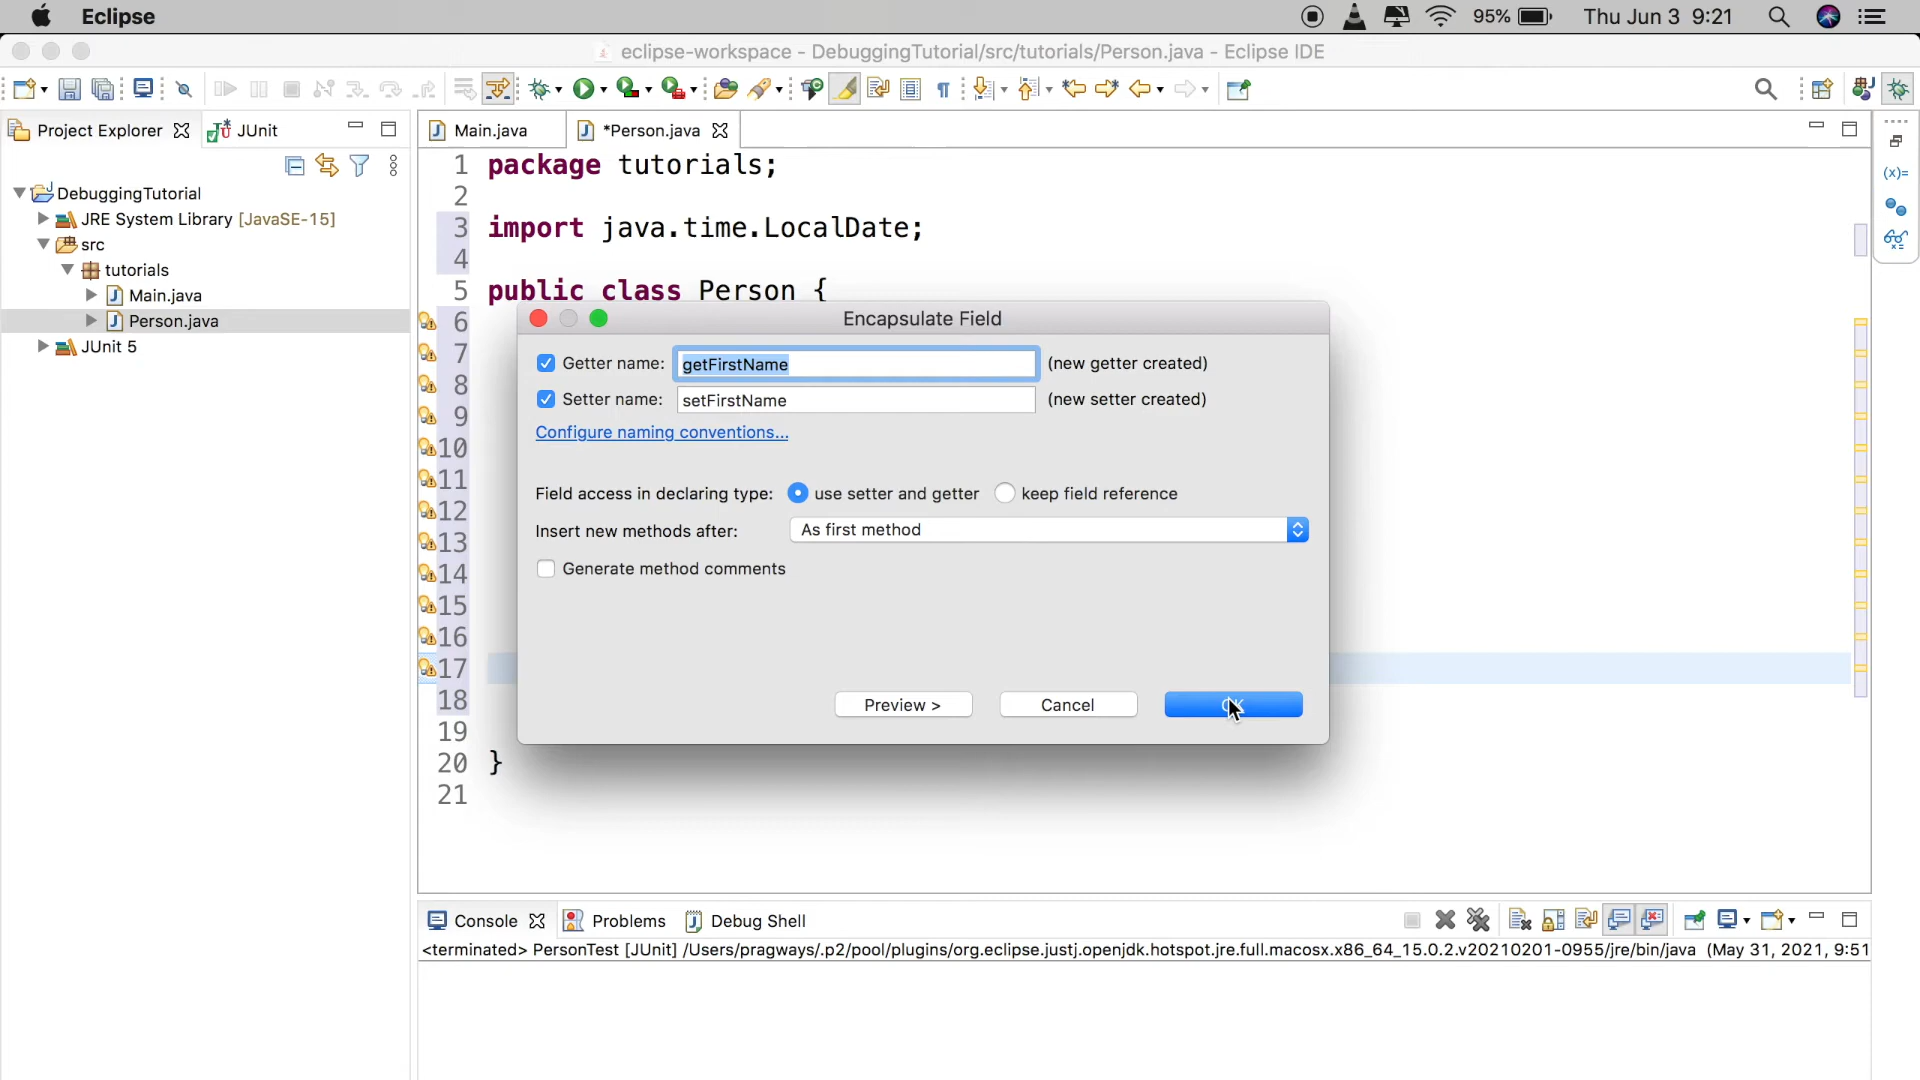 Eclipse
95%
Thu Jun 3 9:21
eclipse-workspace - DebuggingTutorial/src/tutorials/Person.java - Eclipse IDE
Project Explorer
JUnit
Main.java
*Person.java
DebuggingTutorial
JRE System Library [JavaSE-15]
src
tutorials
Main.java
Person.java
JUnit 5
1 package tutorials;
2
3 import java.time.LocalDate;
4
5 public class Person {
6
7
8
9
10
11
12
13
14
15
16
17
18
19
20 }
21
Encapsulate Field
Getter name: getFirstName (new getter created)
Setter name: setFirstName (new setter created)
Configure naming conventions...
Field access in declaring type: use setter and getter keep field reference
Insert new methods after: As first method
Generate method comments
Preview > Cancel OK
(x)=
Console
Problems
Debug Shell
<terminated> PersonTest [JUnit] /Users/pragways/.p2/pool/plugins/org.eclipse.justj.openjdk.hotspot.jre.full.macosx.x86_64_15.0.2.v20210201-0955/jre/bin/java (May 31, 2021, 9:51